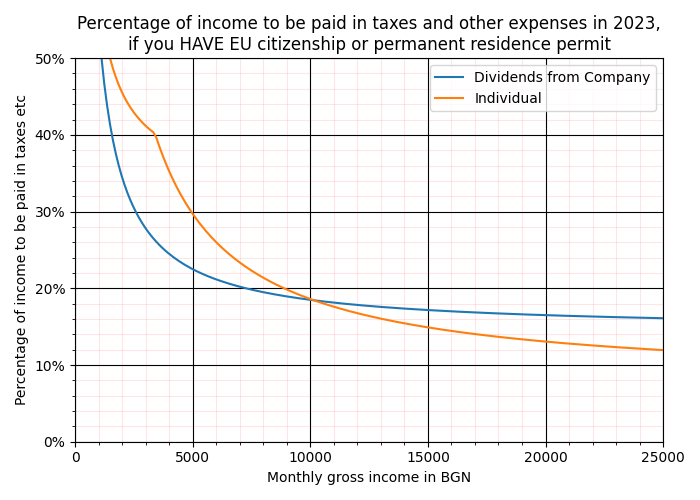 Percentage of income to be paid in taxes and other expenses in 2023,
if you HAVE EU citizenship or permanent residence permit
Dividends from Company
Individual
Percentage of income to be paid in taxes etc
50%
40%
30%
20%
10%
0%
0
5000
10000
15000
20000
25000
Monthly gross income in BGN